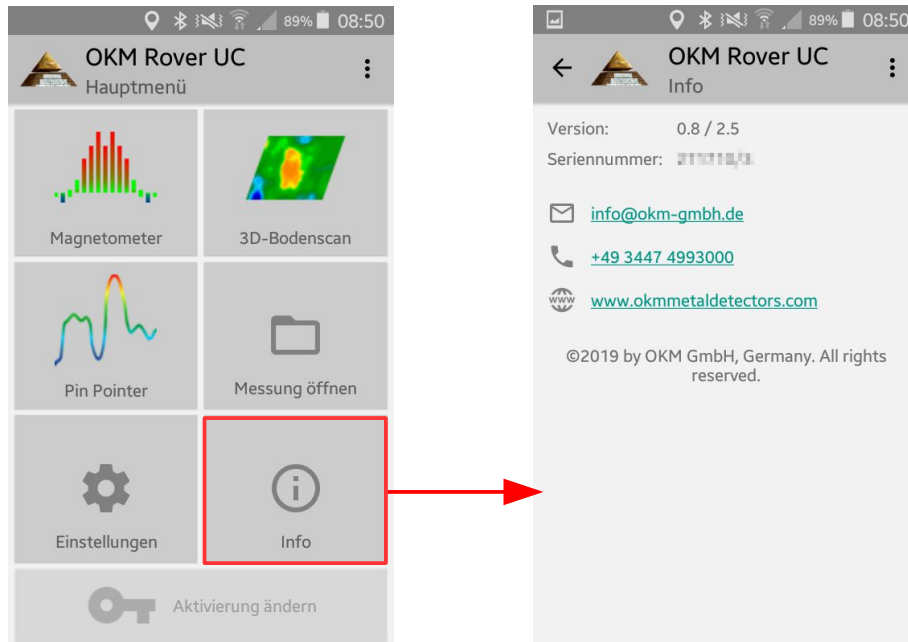 89% 08:50
OKM Rover UC
Hauptmenü
Magnetometer
3D-Bodenscan
Pin Pointer
Messung öffnen
Einstellungen
Info
Aktivierung ändern
89% 08:50
OKM Rover UC
Info
Version: 0.8 / 2.5
Seriennummer:
info@okm-gmbh.de
+49 3447 4993000
www
www.okmmetaldetectors.com
©2019 by OKM GmbH, Germany. All rights
reserved.